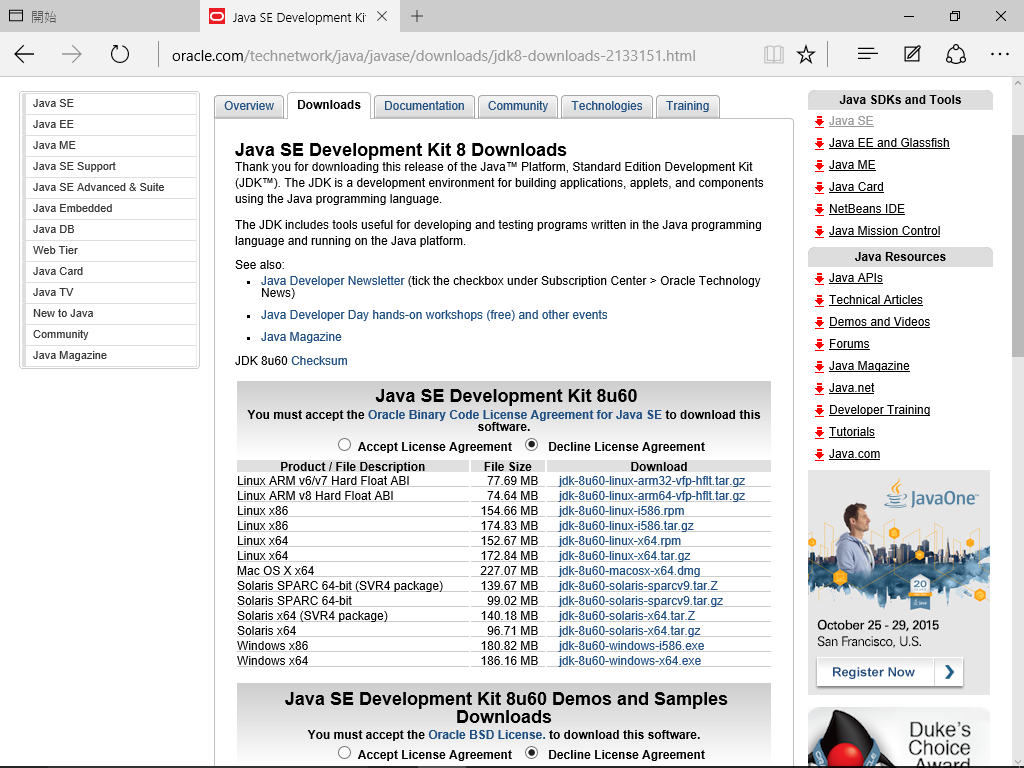 開始
Java SE Development Ki
oracle.com/technetwork/java/javase/downloads/jdk8-downloads-2133151.html
Java SE
Java EE
Java ME
Java SE Support
Java SE Advanced & Suite
Java Embedded
Java DB
Web Tier
Java Card
Java TV
New to Java
Community
Java Magazine
Overview
Downloads
Documentation
Community
Technologies
Training
Java SE Development Kit 8 Downloads
Thank you for downloading this release of the Java™ Platform, Standard Edition Development Kit
(JDK™). The JDK is a development environment for building applications, applets, and components
using the Java programming language.
The JDK includes tools useful for developing and testing programs written in the Java programming
language and running on the Java platform.
See also:
Java Developer Newsletter (tick the checkbox under Subscription Center > Oracle Technology
News)
Java Developer Day hands-on workshops (free) and other events
Java Magazine
JDK 8u60 Checksum
Java SE Development Kit 8u60
You must accept the Oracle Binary Code License Agreement for Java SE to download this
software.
Accept License Agreement Decline License Agreement
Product / File Description File Size Download
Linux ARM v6/v7 Hard Float ABI 77.69 MB jdk-8u60-linux-arm32-vfp-hflt.tar.gz
Linux ARM v8 Hard Float ABI 74.64 MB jdk-8u60-linux-arm64-vfp-hflt.tar.gz
Linux x86 154.66 MB jdk-8u60-linux-i586.rpm
Linux x86 174.83 MB jdk-8u60-linux-i586.tar.gz
Linux x64 152.67 MB jdk-8u60-linux-x64.rpm
Linux x64 172.84 MB jdk-8u60-linux-x64.tar.gz
Mac OS X x64 227.07 MB jdk-8u60-macosx-x64.dmg
Solaris SPARC 64-bit (SVR4 package) 139.67 MB jdk-8u60-solaris-sparcv9.tar.Z
Solaris SPARC 64-bit 99.02 MB jdk-8u60-solaris-sparcv9.tar.gz
Solaris x64 (SVR4 package) 140.18 MB jdk-8u60-solaris-x64.tar.Z
Solaris x64 96.71 MB jdk-8u60-solaris-x64.tar.gz
Windows x86 180.82 MB jdk-8u60-windows-i586.exe
Windows x64 186.16 MB jdk-8u60-windows-x64.exe
Java SE Development Kit 8u60 Demos and Samples
Downloads
You must accept the Oracle BSD License. to download this software.
Accept License Agreement Decline License Agreement
Java SDKs and Tools
Java SE
Java EE and Glassfish
Java ME
Java Card
NetBeans IDE
Java Mission Control
Java Resources
Java APIs
Technical Articles
Demos and Videos
Forums
Java Magazine
Java.net
Developer Training
Tutorials
Java.com
JavaOne™
20
October 25 - 29, 2015
San Francisco, U.S.
Register Now
Duke's
Choice
Award